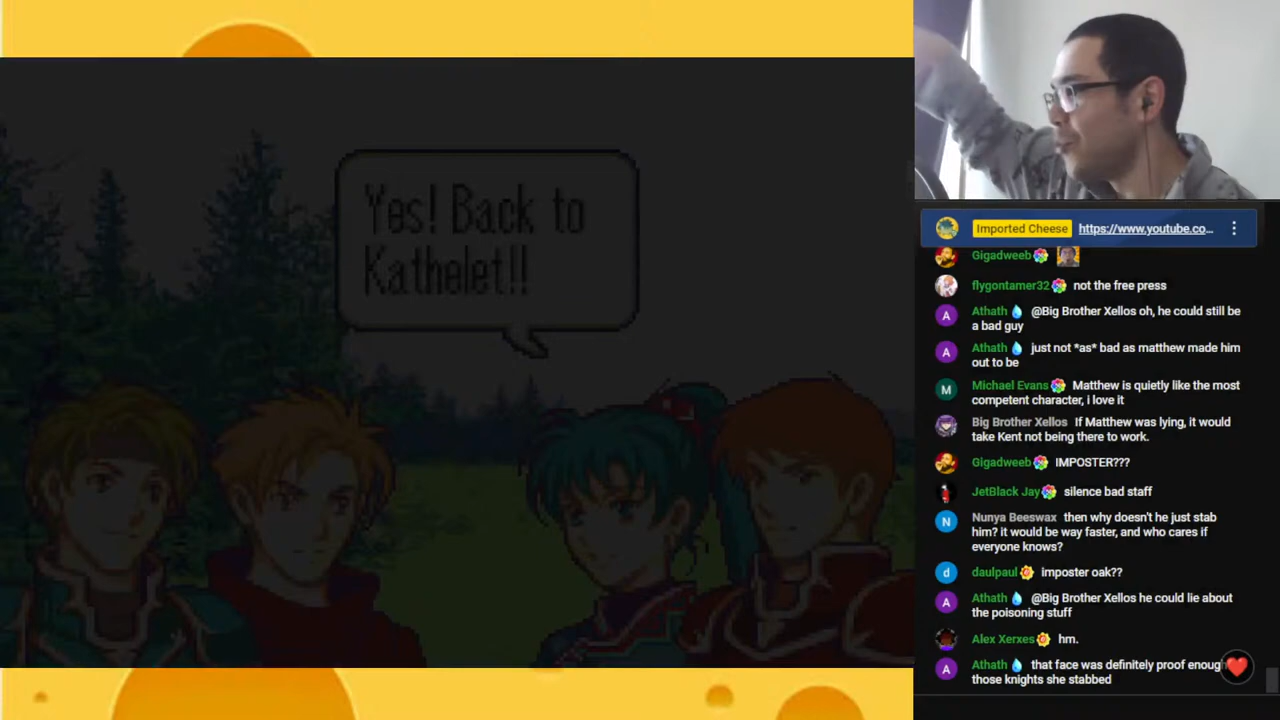 Yes! Back to
Kathelet!!
Imported Cheese https://www.youtube.co...
Gigadweeb
flygontamer32 not the free press
Athath @Big Brother Xellos oh, he could still be
a bad guy
Athath just not *as* bad as matthew made him
out to be
Michael Evans Matthew is quietly like the most
competent character, i love it
Big Brother Xellos If Matthew was lying, it would
take Kent not being there to work.
Gigadweeb IMPOSTER???
JetBlack Jay silence bad staff
Nunya Beeswax then why doesn't he just stab
him? it would be way faster, and who cares if
everyone knows?
daulpaul imposter oak??
Athath @Big Brother Xellos he could lie about
the poisoning stuff
Alex Xerxes hm.
Athath that face was definitely proof enough
those knights she stabbed